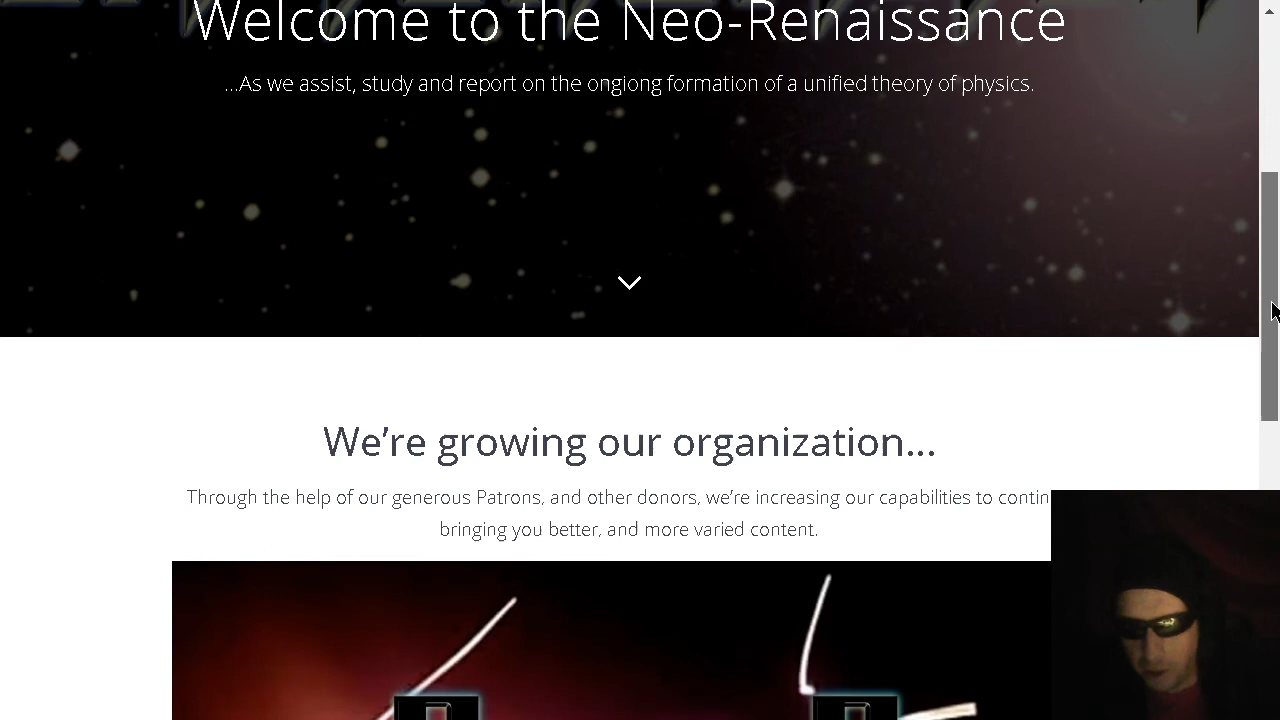 Welcome to the Neo-Renaissance
...As we assist, study and report on the ongiong formation of a unified theory of physics.
We're growing our organization...
Through the help of our generous Patrons, and other donors, we're increasing our capabilities to contin
bringing you better, and more varied content.